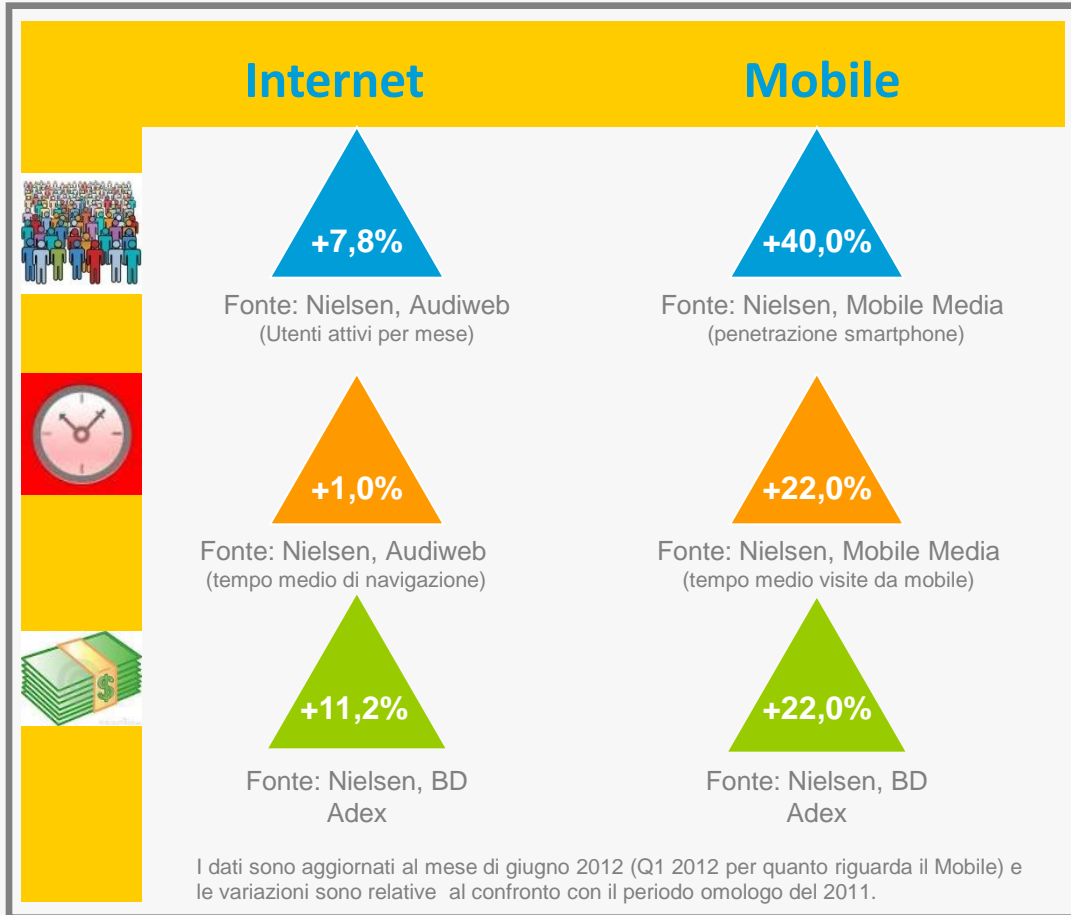 Internet
Mobile
+7,8%
+40,0%
Fonte: Nielsen, Audiweb
(Utenti attivi per mese)
Fonte: Nielsen, Mobile Media
(penetrazione smartphone)
+1,0%
+22,0%
Fonte: Nielsen, Audiweb
(tempo medio di navigazione)
Fonte: Nielsen, Mobile Media
(tempo medio visite da mobile)
$
+11,2%
+22,0%
Fonte: Nielsen, BD
Adex
Fonte: Nielsen, BD
Adex
I dati sono aggiornati al mese di giugno 2012 (Q1 2012 per quanto riguarda il Mobile) e
le variazioni sono relative al confronto con il periodo omologo del 2011.